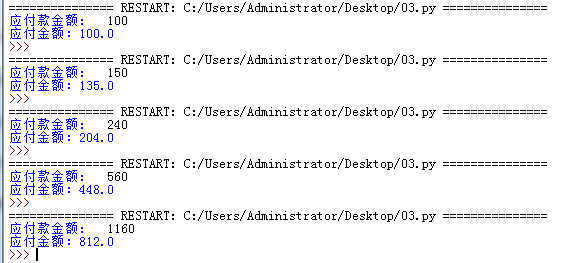 =============== RESTART: C:/Users/Administrator/Desktop/03.py ===============
应付款金额:   100
应付金额: 100.0
>>>
=============== RESTART: C:/Users/Administrator/Desktop/03.py ===============
应付款金额:   150
应付金额: 135.0
>>>
=============== RESTART: C:/Users/Administrator/Desktop/03.py ===============
应付款金额:   240
应付金额: 204.0
>>>
=============== RESTART: C:/Users/Administrator/Desktop/03.py ===============
应付款金额:   560
应付金额: 448.0
>>>
=============== RESTART: C:/Users/Administrator/Desktop/03.py ===============
应付款金额:   1160
应付金额: 812.0
>>>